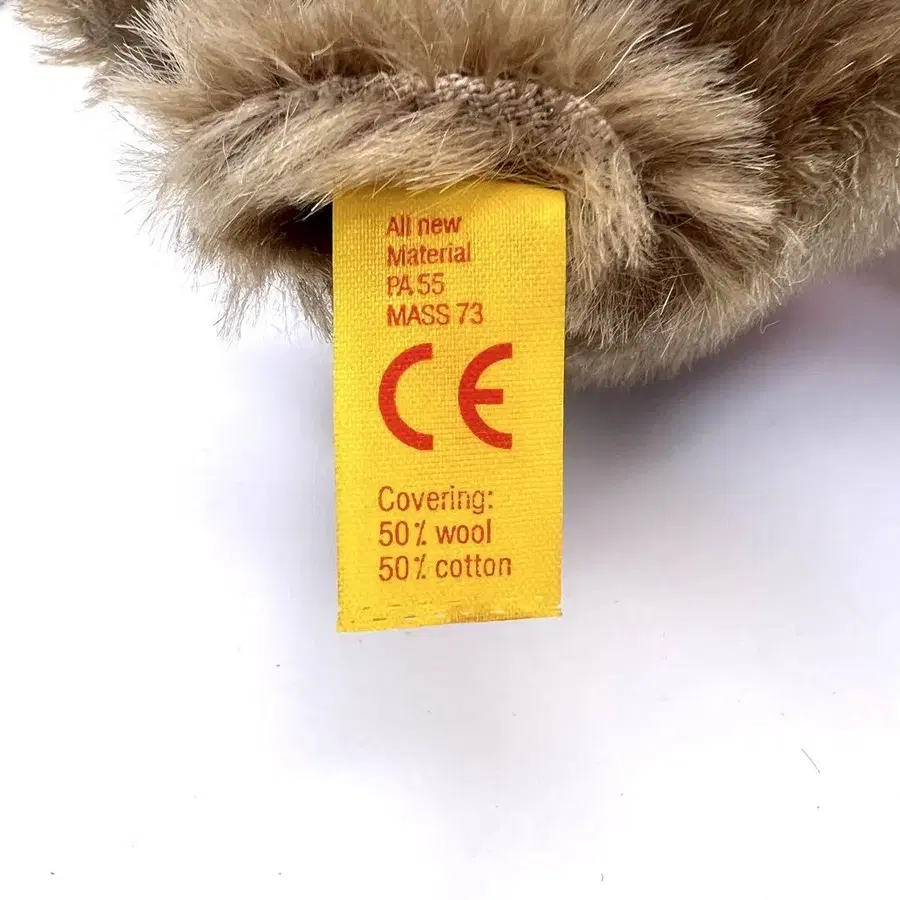 All new
Material
PA 55
MASS 73
CE
Covering:
50% wool
50% cotton